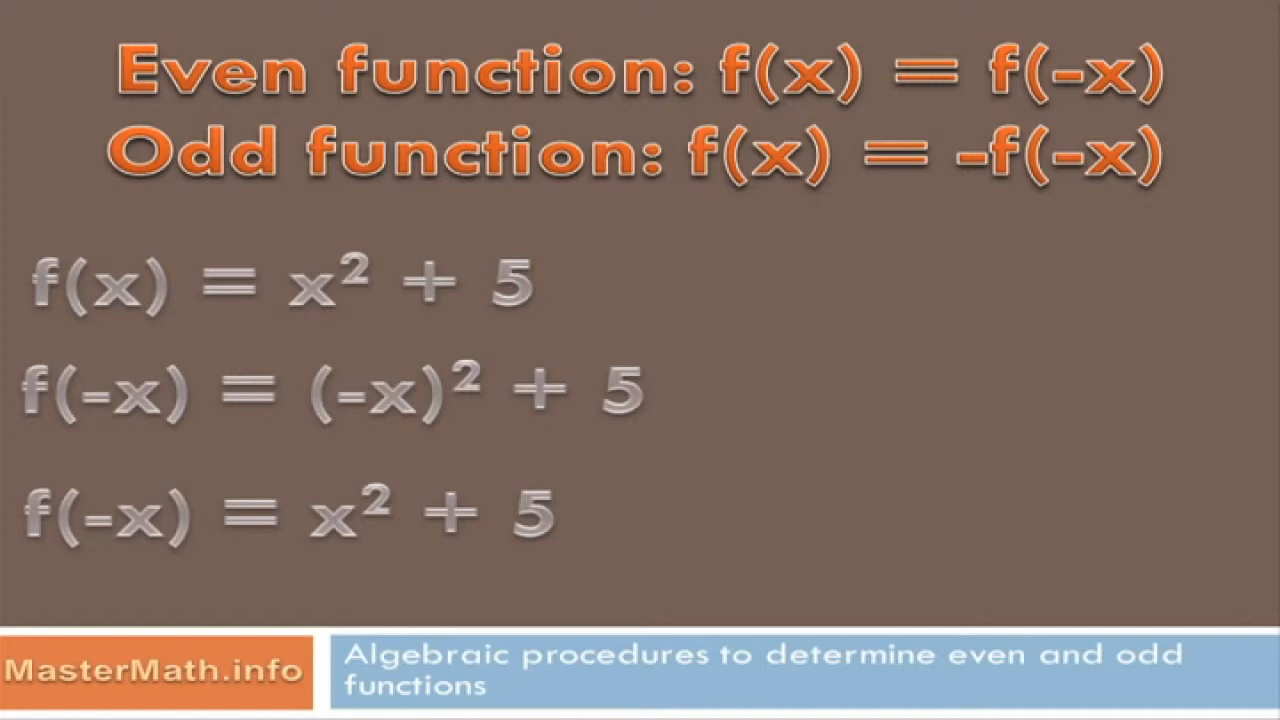 Even function: f(x) = f(-x)
Odd function: f(x) = -f(-x)
f(x) = x² + 5
f(-x) = (-x)² + 5
f(-x) = x² + 5
MasterMath.info
Algebraic procedures to determine even and odd
functions